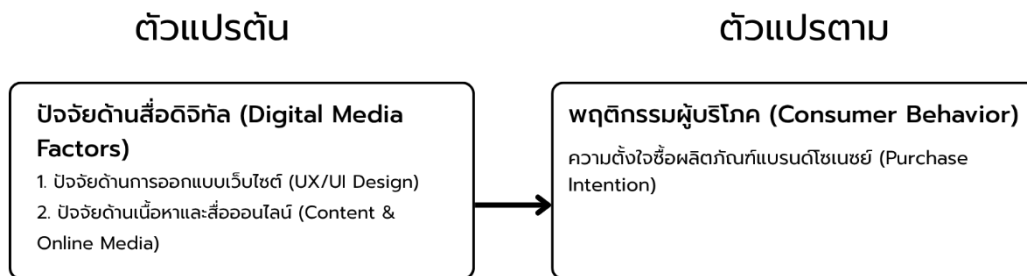 ตัวแปรต้น
ตัวแปรตาม
ปัจจัยด้านสื่อดิจิทัล (Digital Media
Factors)
1. ปัจจัยด้านการออกแบบเว็บไซต์ (UX/UI Design)
2. ปัจจัยด้านเนื้อหาและสื่อออนไลน์ (Content &
Online Media)
พฤติกรรมผู้บริโภค (Consumer Behavior)
ความตั้งใจซื้อผลิตภัณฑ์แบรนด์โซเนซย์ (Purchase
Intention)